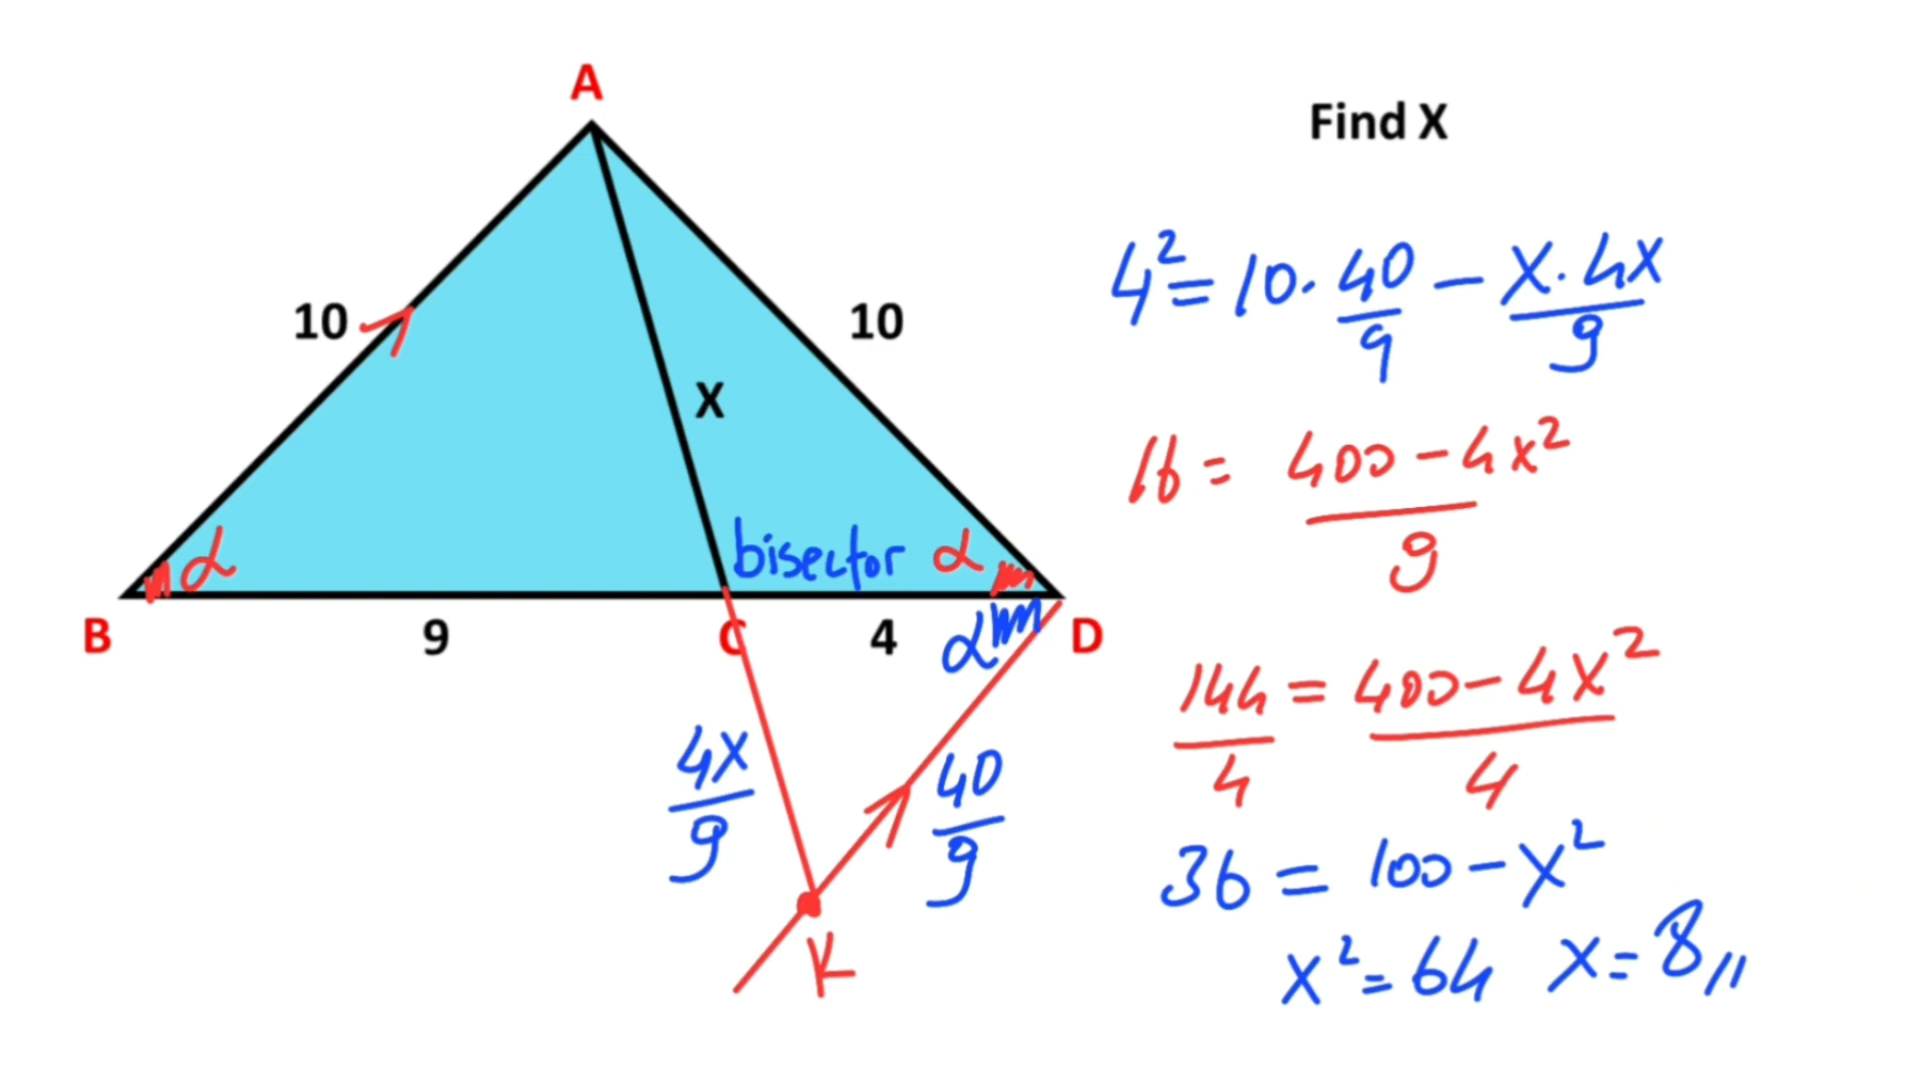 A
Find X
4² = 10 · 40/9 − x · 4x/9
10
10
X
16 = 400 − 4x²/9
α
bisector
α
B
9
C
4
α
D
144/4 = 400 − 4x²/4
4x/9
40/9
36 = 100 − x²
K
x² = 64 x = 8,,